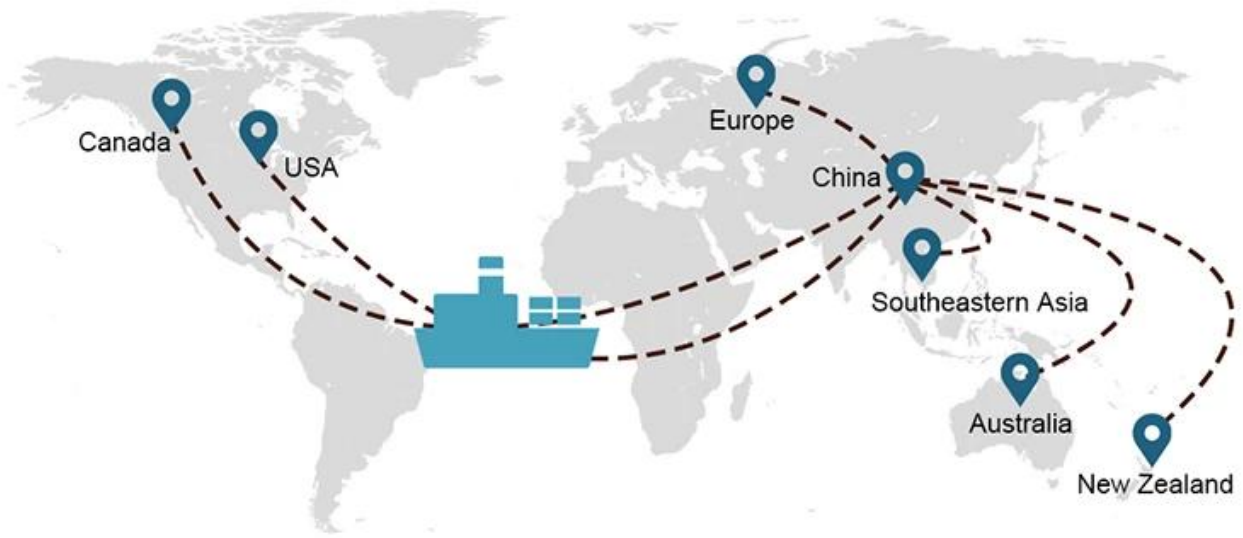 Canada
USA
Europe
China
Southeastern Asia
Australia
New Zealand